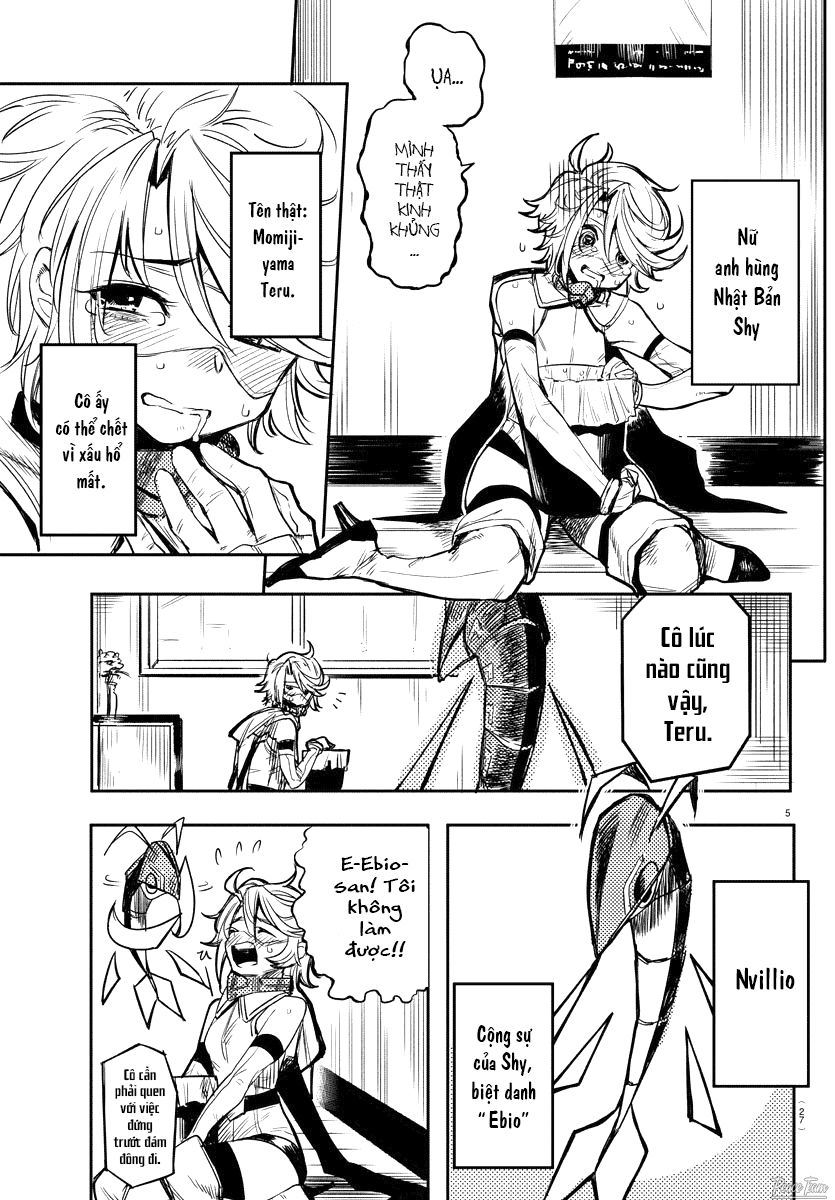 ỤA...
MÌNH
THẤY
THẬT
KINH
KHỦNG
...
Nữ
anh hùng
Nhật Bản
Shy
Tên thật:
Momiji-
yama
Teru.
Cô ấy
có thể chết
vì xấu hổ
mất.
Cô lúc
nào cũng
vậy,
Teru.
5
E-Ebio-
san! Tôi
không
làm
được!!
Cô cần
phải quen
với việc
đứng
trước đám
đông đi.
Nvillio
Cộng sự
của Shy,
biệt danh
“Ebio”
(27)